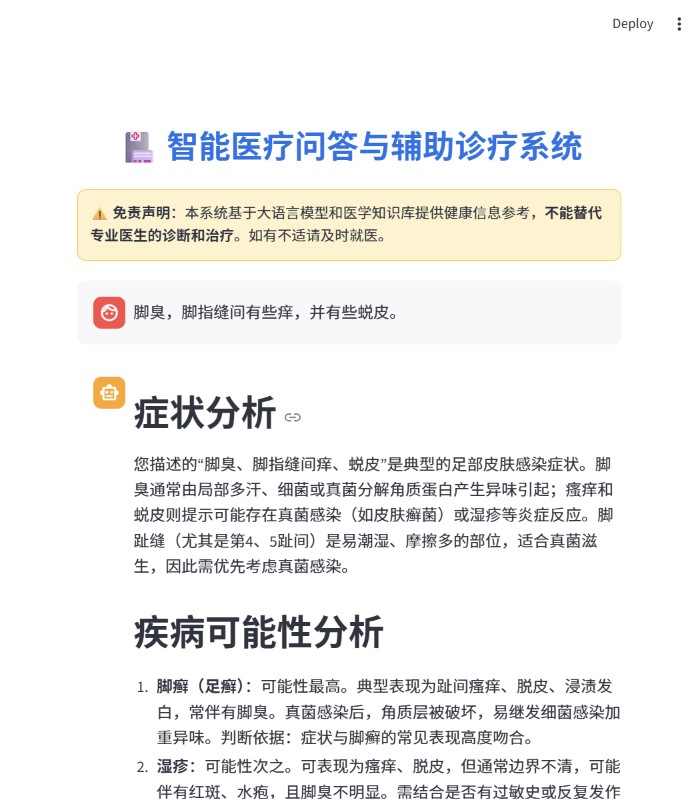 Deploy
智能医疗问答与辅助诊疗系统
免责声明：本系统基于大语言模型和医学知识库提供健康信息参考，不能替代
专业医生的诊断和治疗。如有不适请及时就医。
脚臭，脚指缝间有些痒，并有些蜕皮。
症状分析
您描述的“脚臭、脚指缝间痒、蜕皮”是典型的足部皮肤感染症状。脚
臭通常由局部多汗、细菌或真菌分解角质蛋白产生异味引起；瘙痒和
蜕皮则提示可能存在真菌感染（如皮肤癣菌）或湿疹等炎症反应。脚
趾缝（尤其是第4、5趾间）是易潮湿、摩擦多的部位，适合真菌滋
生，因此需优先考虑真菌感染。
疾病可能性分析
1. 脚癣（足癣）：可能性最高。典型表现为趾间瘙痒、脱皮、浸渍发
白，常伴有脚臭。真菌感染后，角质层被破坏，易继发细菌感染加
重异味。判断依据：症状与脚癣的常见表现高度吻合。
2. 湿疹：可能性次之。可表现为瘙痒、脱皮，但通常边界不清，可能
伴有红斑、水疱，且脚臭不明显。需结合是否有过敏史或反复发作